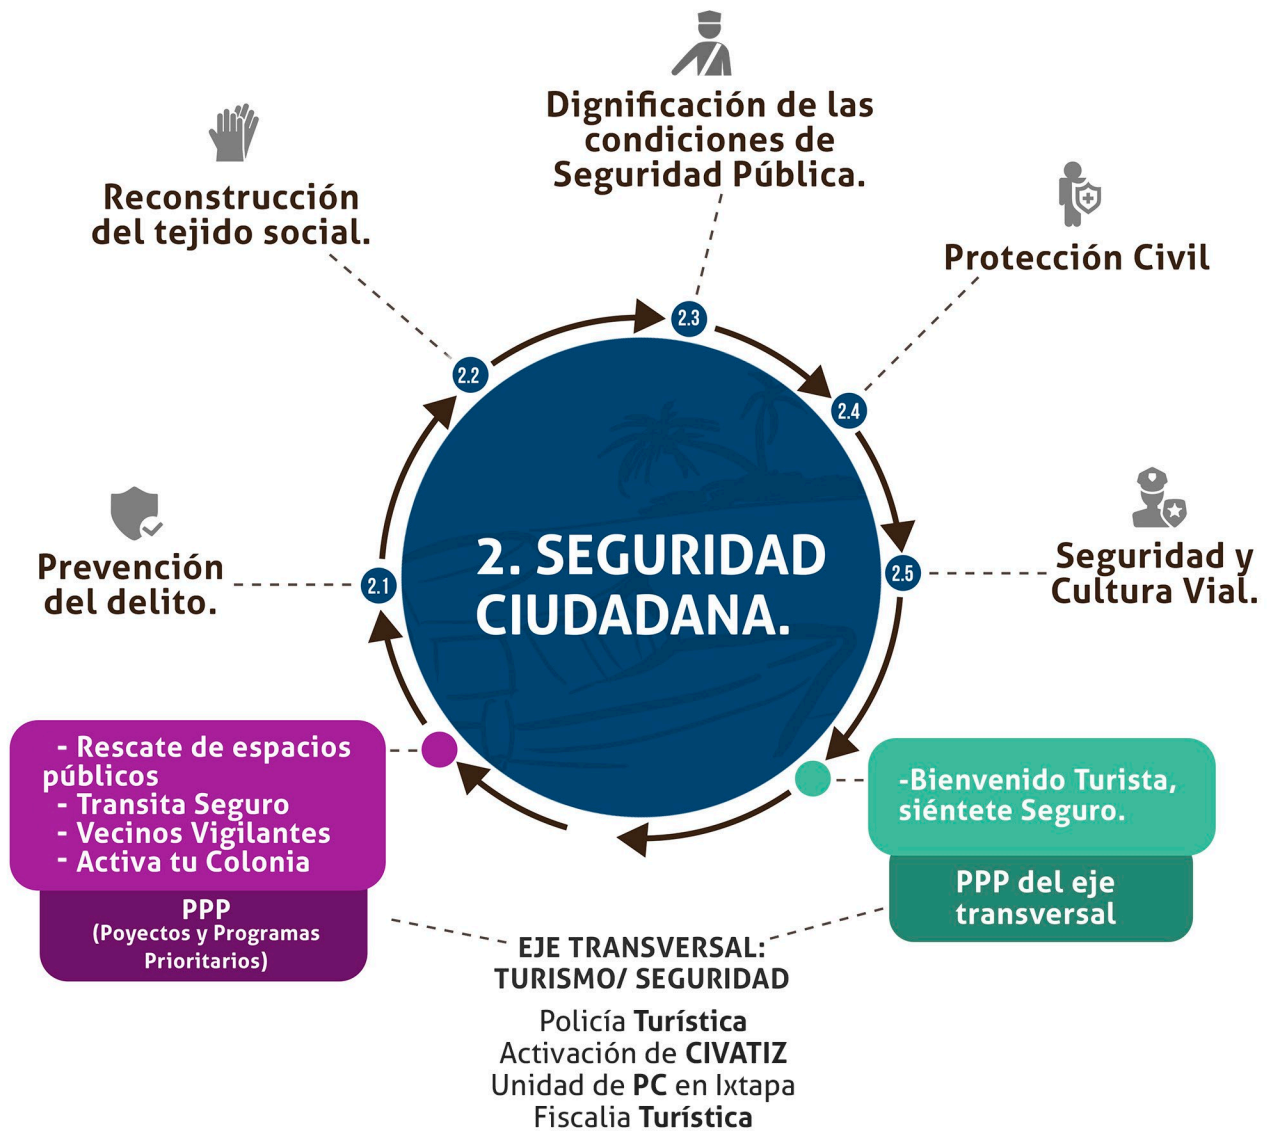 Dignificación de las
condiciones de
Seguridad Pública.
Reconstrucción
del tejido social.
Protección Civil
2.3
2.2
2.4
Prevención
del delito.
2.1
2. SEGURIDAD
CIUDADANA.
2.5
Seguridad y
Cultura Vial.
- Rescate de espacios
públicos
- Transita Seguro
- Vecinos Vigilantes
- Activa tu Colonia
PPP
(Poyectos y Programas
Prioritarios)
-Bienvenido Turista,
siéntete Seguro.
PPP del eje
transversal
EJE TRANSVERSAL:
TURISMO/ SEGURIDAD
Policía Turística
Activación de CIVATIZ
Unidad de PC en Ixtapa
Fiscalia Turística